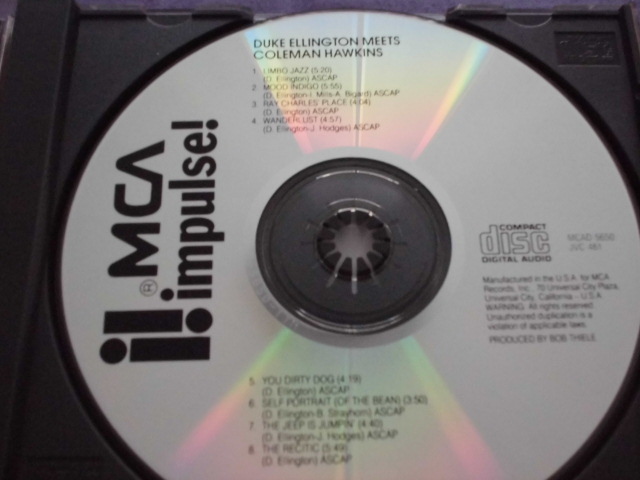 DUKE ELLINGTON MEETS
COLEMAN HAWKINS
1. LIMBO JAZZ (5:20)
(D. Ellington) ASCAP
2. MOOD INDIGO (5:55)
(D. Ellington-I. Mills-A. Bigard) ASCAP
3. RAY CHARLES' PLACE (4:04)
(D. Ellington) ASCAP
4. WANDERLUST (4:57)
(D. Ellington-J. Hodges) ASCAP
MCA
impulse!
®
COMPACT
disc
DIGITAL AUDIO
MCAD 5650
JVC 461
Manufactured in the U.S.A. for MCA
Records, Inc. 70 Universal City Plaza,
Universal City, California - U.S.A.
WARNING: All rights reserved.
Unauthorized duplication is a
violation of applicable laws.
PRODUCED BY BOB THIELE
5. YOU DIRTY DOG (4:19)
(D. Ellington) ASCAP
6. SELF PORTRAIT (OF THE BEAN) (3:50)
(D. Ellington-B. Strayhorn) ASCAP
7. THE JEEP IS JUMPIN' (4:40)
(D. Ellington-J. Hodges) ASCAP
8. THE RECITIC (5:49)
(D. Ellington) ASCAP